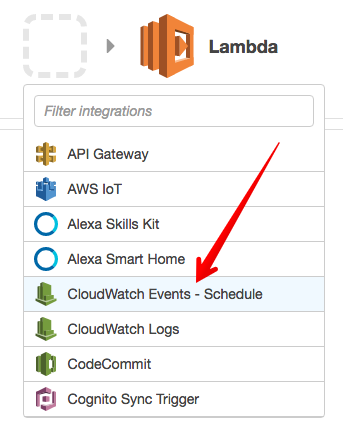 Lambda
Filter integrations
API Gateway
AWS IoT
Alexa Skills Kit
Alexa Smart Home
CloudWatch Events - Schedule
CloudWatch Logs
CodeCommit
Cognito Sync Trigger